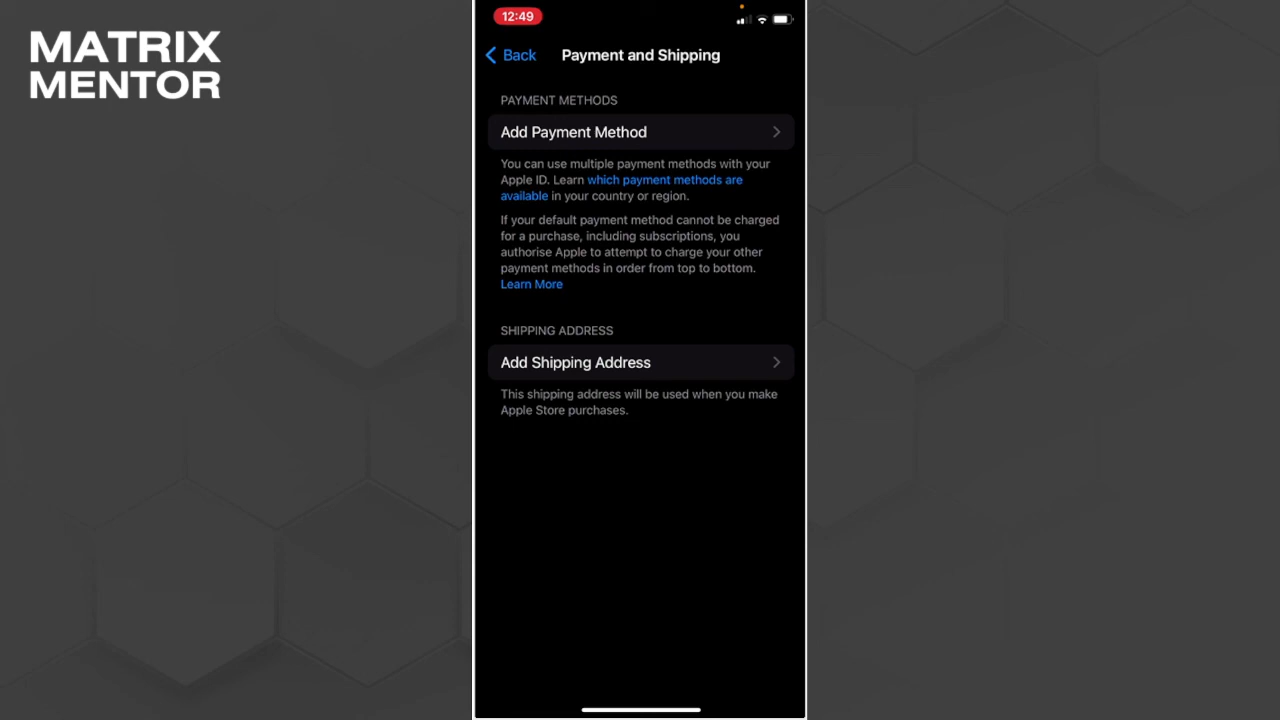 MATRIX
MENTOR
12:49
Back
Payment and Shipping
PAYMENT METHODS
Add Payment Method
You can use multiple payment methods with your
Apple ID. Learn which payment methods are
available in your country or region.
If your default payment method cannot be charged
for a purchase, including subscriptions, you
authorise Apple to attempt to charge your other
payment methods in order from top to bottom.
Learn More
SHIPPING ADDRESS
Add Shipping Address
This shipping address will be used when you make
Apple Store purchases.